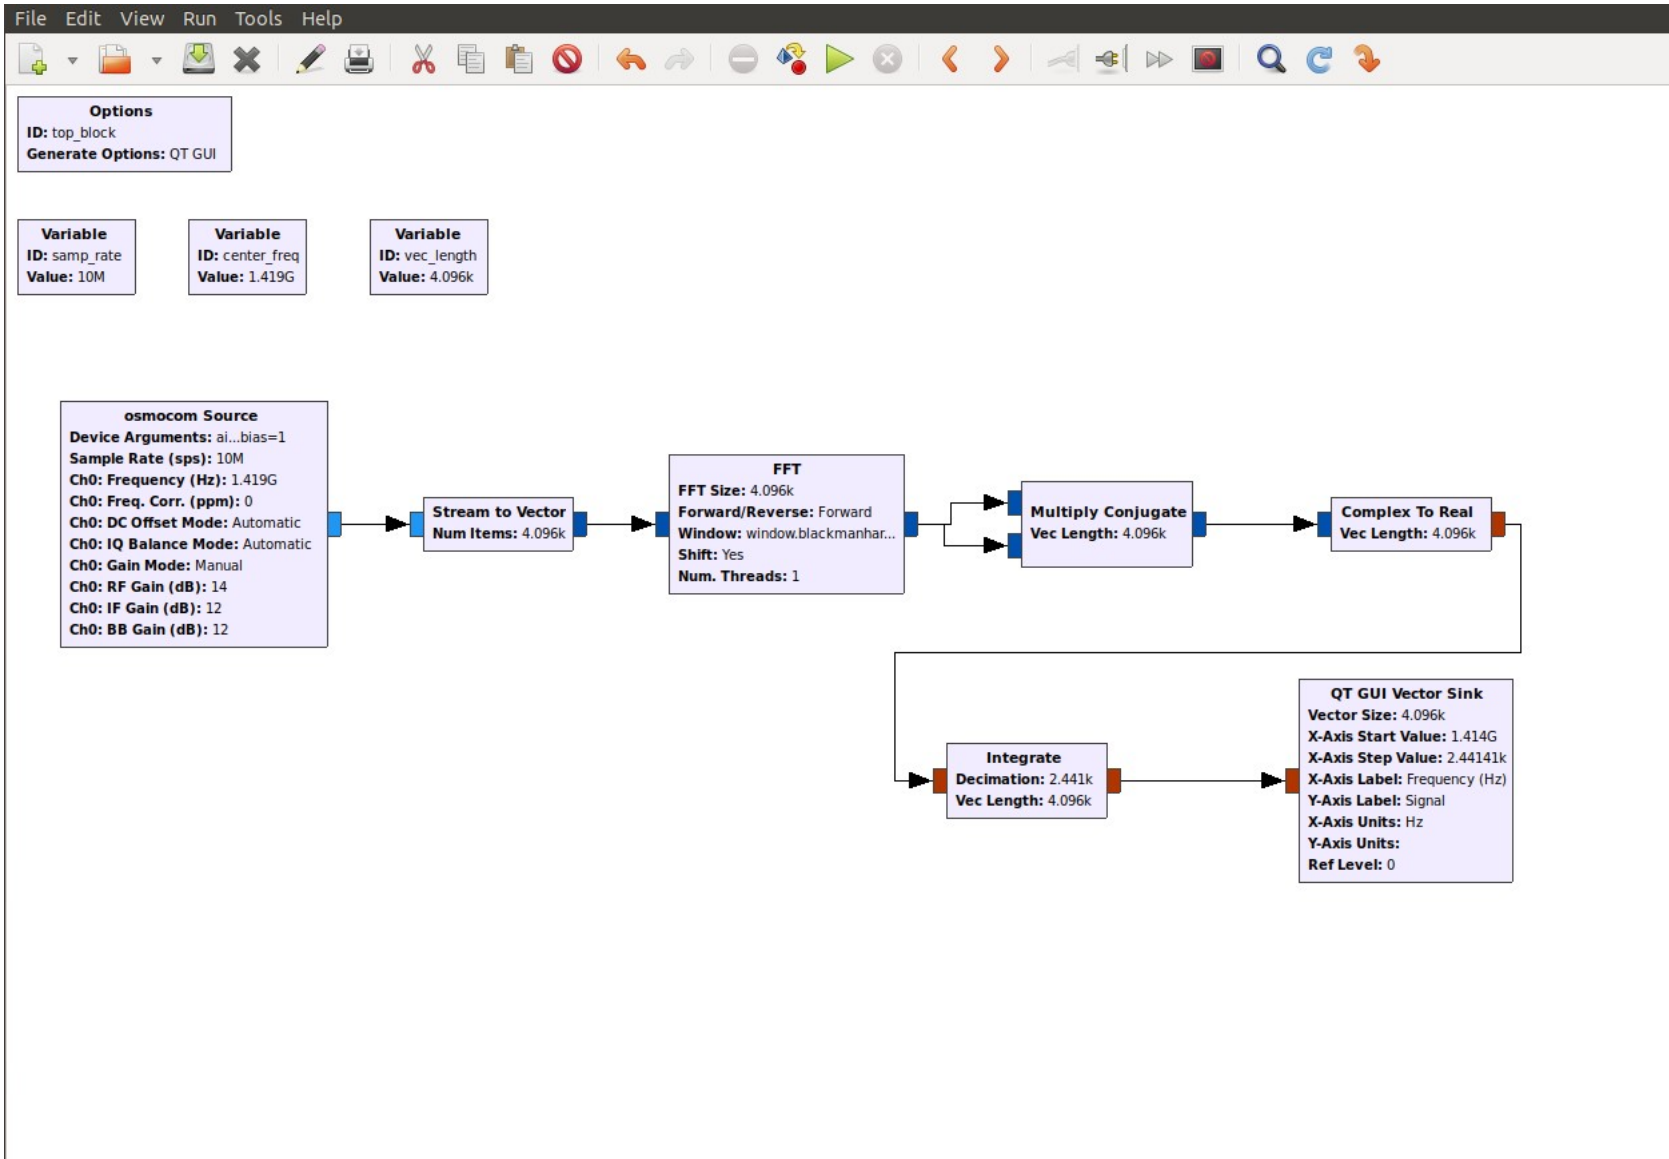 File Edit View Run Tools Help
Options
ID: top_block
Generate Options: QT GUI
Variable
ID: samp_rate
Value: 10M
Variable
ID: center_freq
Value: 1.419G
Variable
ID: vec_length
Value: 4.096k
osmocom Source
Device Arguments: ai...bias=1
Sample Rate (sps): 10M
Ch0: Frequency (Hz): 1.419G
Ch0: Freq. Corr. (ppm): 0
Ch0: DC Offset Mode: Automatic
Ch0: IQ Balance Mode: Automatic
Ch0: Gain Mode: Manual
Ch0: RF Gain (dB): 14
Ch0: IF Gain (dB): 12
Ch0: BB Gain (dB): 12
Stream to Vector
Num Items: 4.096k
FFT
FFT Size: 4.096k
Forward/Reverse: Forward
Window: window.blackmanhar...
Shift: Yes
Num. Threads: 1
Multiply Conjugate
Vec Length: 4.096k
Complex To Real
Vec Length: 4.096k
Integrate
Decimation: 2.441k
Vec Length: 4.096k
QT GUI Vector Sink
Vector Size: 4.096k
X-Axis Start Value: 1.414G
X-Axis Step Value: 2.44141k
X-Axis Label: Frequency (Hz)
Y-Axis Label: Signal
X-Axis Units: Hz
Y-Axis Units:
Ref Level: 0